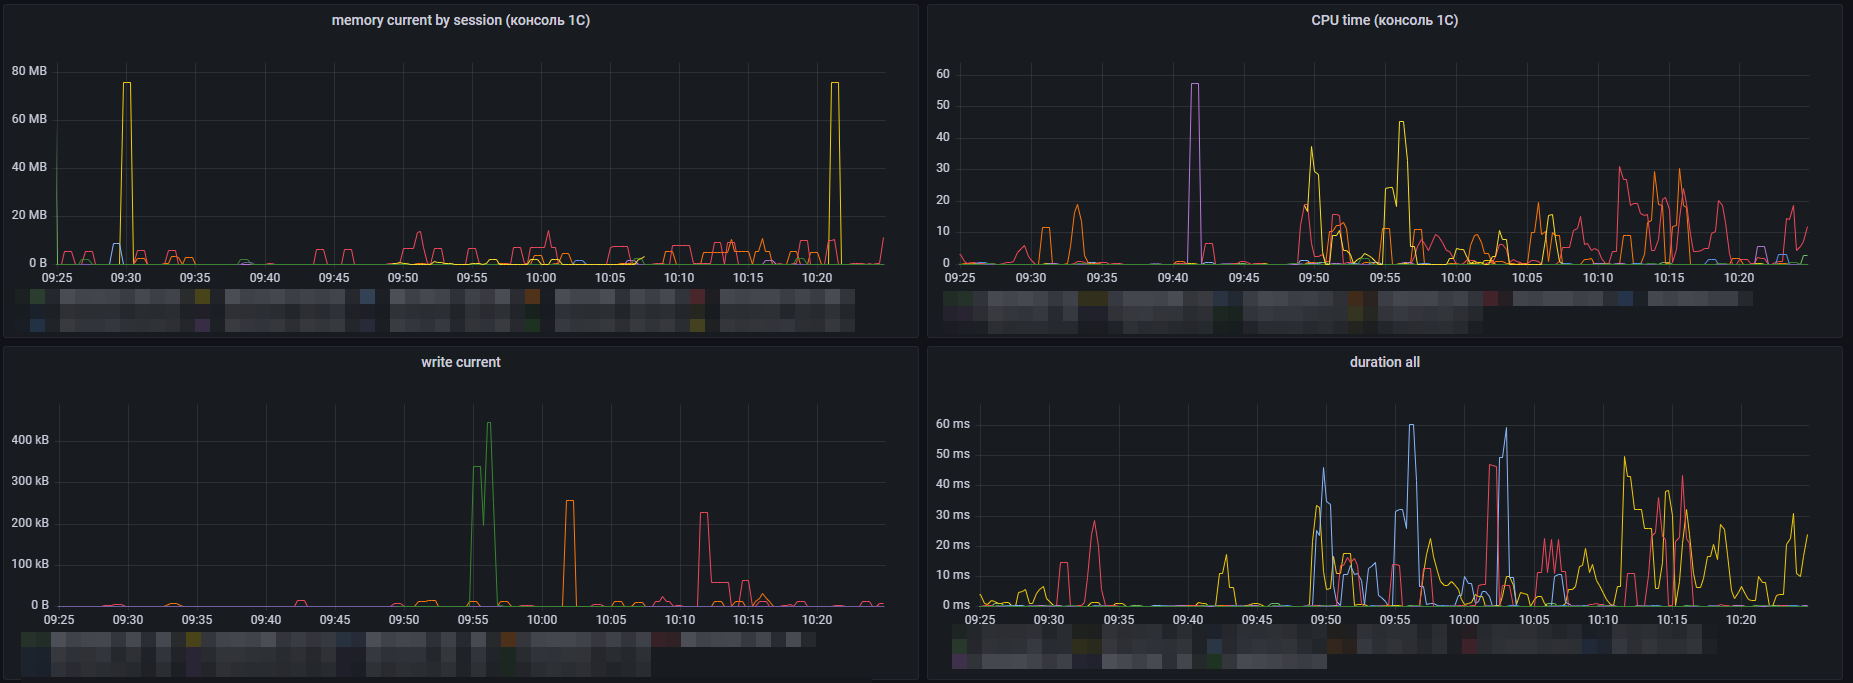 memory current by session (консоль 1С)
80 MB
60 MB
40 MB
20 MB
0 B
09:25 09:30 09:35 09:40 09:45 09:50 09:55 10:00 10:05 10:10 10:15 10:20
CPU time (консоль 1С)
60
50
40
30
20
10
0
09:25 09:30 09:35 09:40 09:45 09:50 09:55 10:00 10:05 10:10 10:15 10:20
write current
400 kB
300 kB
200 kB
100 kB
0 B
09:25 09:30 09:35 09:40 09:45 09:50 09:55 10:00 10:05 10:10 10:15 10:20
duration all
60 ms
50 ms
40 ms
30 ms
20 ms
10 ms
0 ms
09:25 09:30 09:35 09:40 09:45 09:50 09:55 10:00 10:05 10:10 10:15 10:20